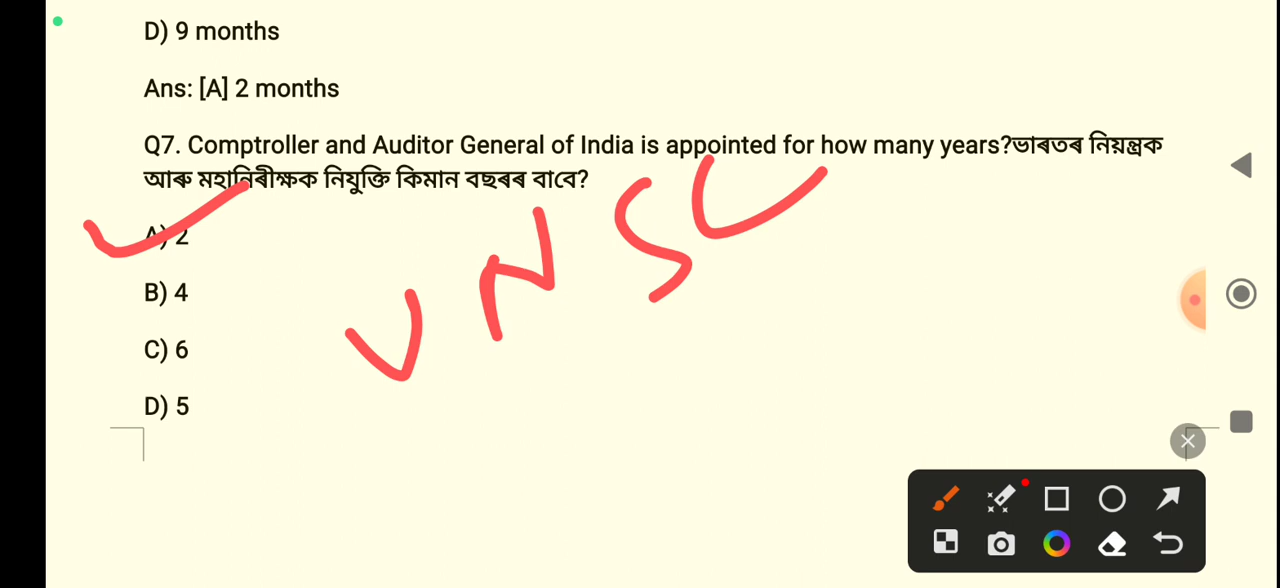 D) 9 months
Ans: [A] 2 months
Q7. Comptroller and Auditor General of India is appointed for how many years?ভাৰতৰ নিয়ন্ত্ৰক
আৰু মহানিৰীক্ষক নিযুক্তি কিমান বছৰৰ বাবে?
A) 2
B) 4
C) 6
D) 5
UNSC